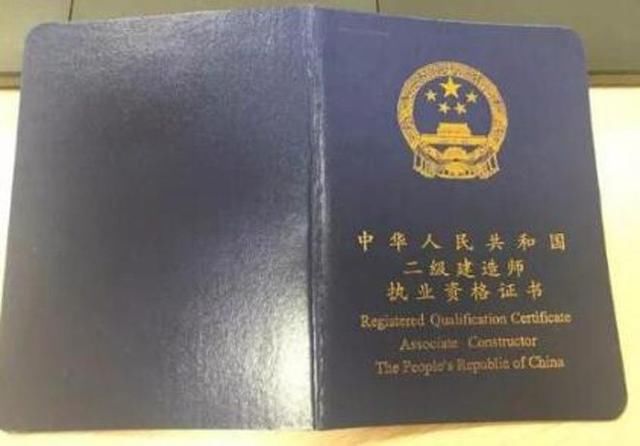 中华人民共和国
二级建造师
执业资格证书
Registered Qualification Certificate
Associate Constructor
The People's Republic of China